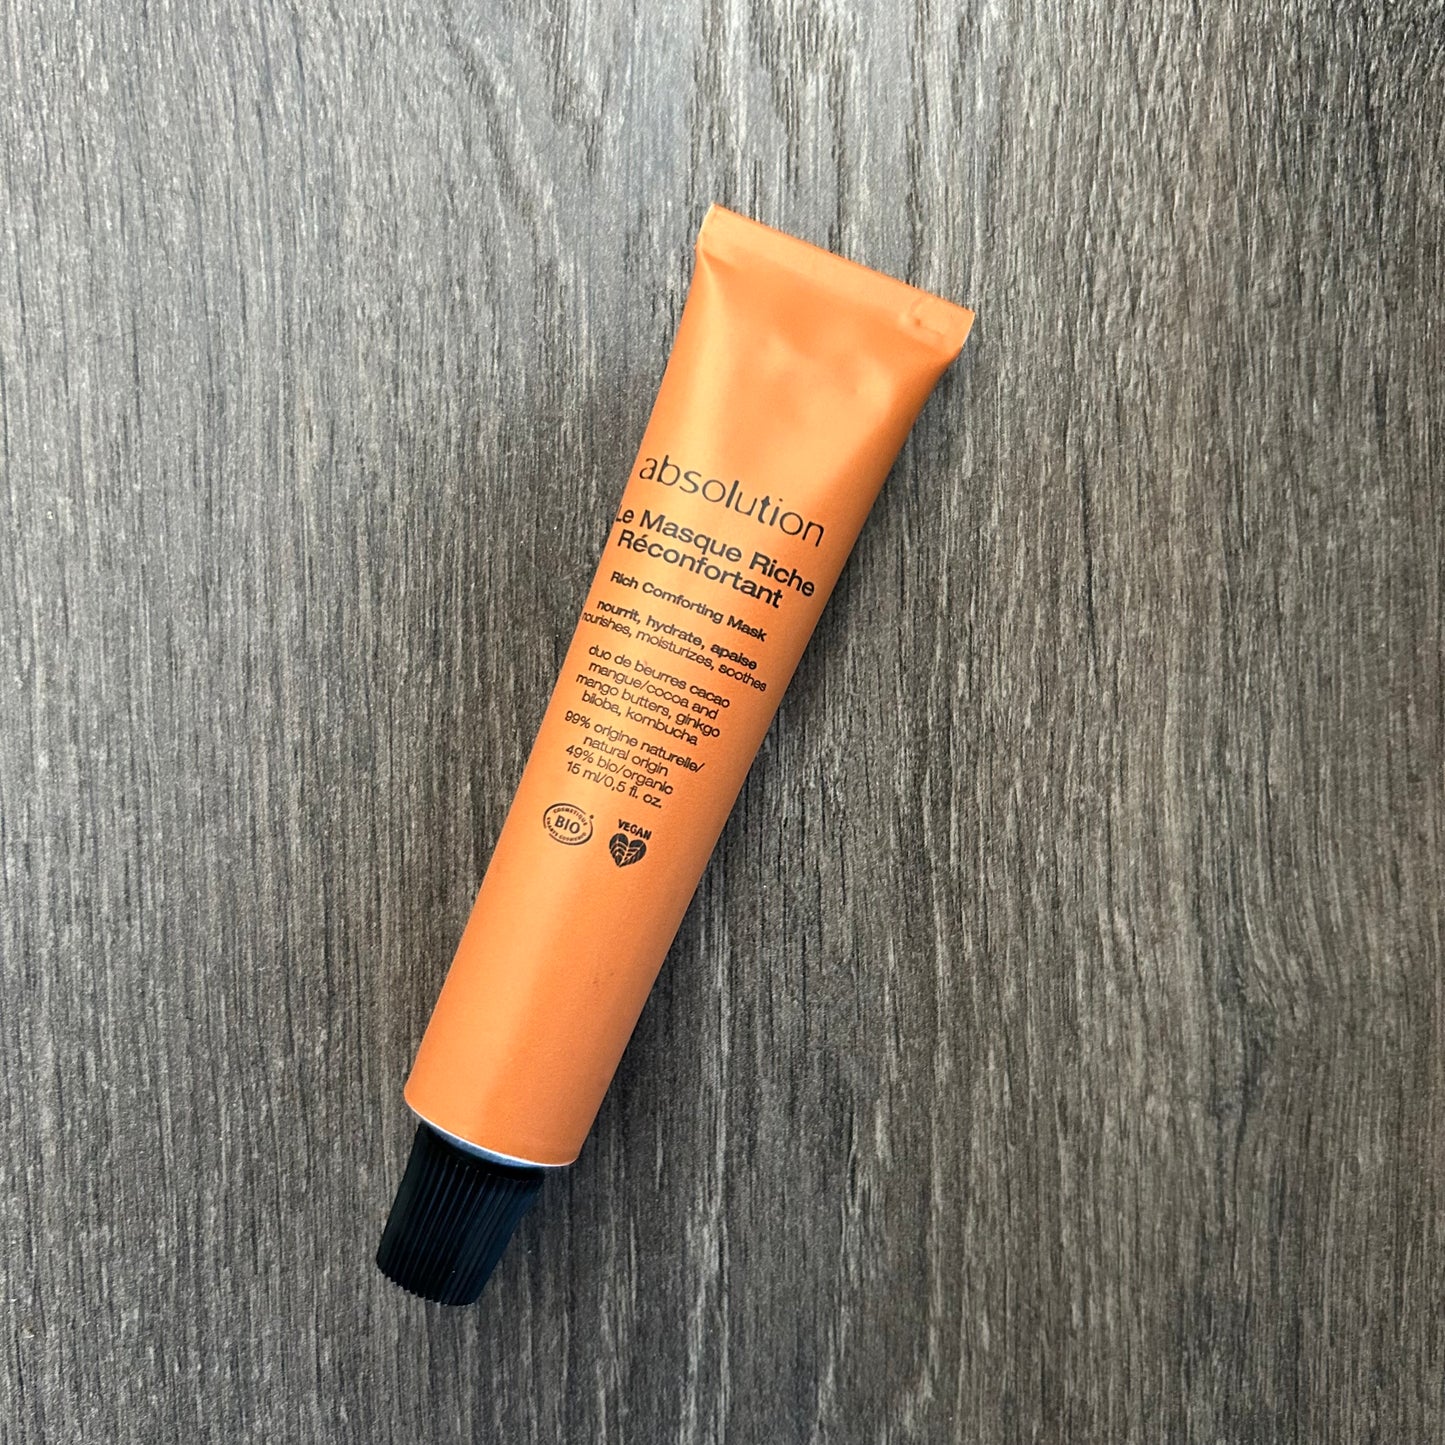 absolution
Le Masque Riche
Réconfortant
Rich Comforting Mask
nourrit, hydrate, apaise
nourishes, moisturizes, soothes
duo de beurres cacao
mangue/cocoa and
mango butters, ginkgo
biloba, kombucha
99% origine naturelle/
natural origin
49% bio/organic
15 ml/0,5 fl. oz.
COSMETIQUE
BIO
VEGAN